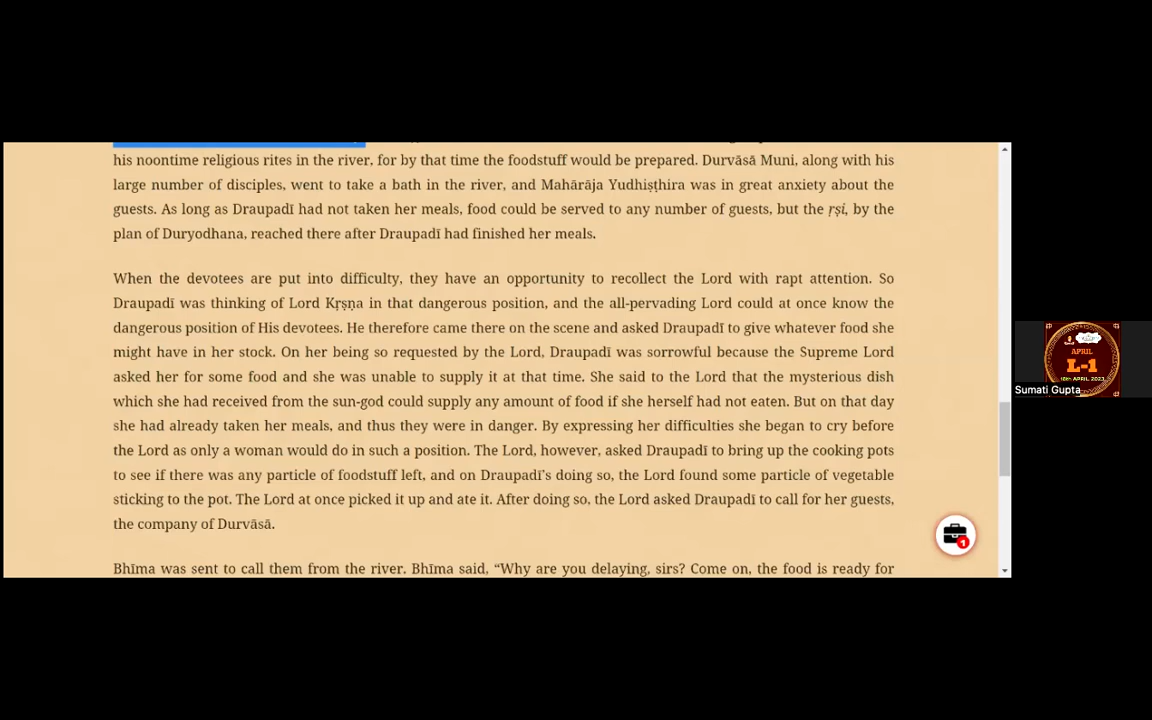 his noontime religious rites in the river, for by that time the foodstuff would be prepared. Durvāsā Muni, along with his
large number of disciples, went to take a bath in the river, and Mahārāja Yudhiṣṭhira was in great anxiety about the
guests. As long as Draupadī had not taken her meals, food could be served to any number of guests, but the ṛṣi, by the
plan of Duryodhana, reached there after Draupadī had finished her meals.
When the devotees are put into difficulty, they have an opportunity to recollect the Lord with rapt attention. So
Draupadī was thinking of Lord Kṛṣṇa in that dangerous position, and the all-pervading Lord could at once know the
dangerous position of His devotees. He therefore came there on the scene and asked Draupadī to give whatever food she
might have in her stock. On her being so requested by the Lord, Draupadī was sorrowful because the Supreme Lord
asked her for some food and she was unable to supply it at that time. She said to the Lord that the mysterious dish
which she had received from the sun-god could supply any amount of food if she herself had not eaten. But on that day
she had already taken her meals, and thus they were in danger. By expressing her difficulties she began to cry before
the Lord as only a woman would do in such a position. The Lord, however, asked Draupadī to bring up the cooking pots
to see if there was any particle of foodstuff left, and on Draupadī’s doing so, the Lord found some particle of vegetable
sticking to the pot. The Lord at once picked it up and ate it. After doing so, the Lord asked Draupadī to call for her guests,
the company of Durvāsā.
Bhīma was sent to call them from the river. Bhīma said, “Why are you delaying, sirs? Come on, the food is ready for
1
APRIL
L-1
18th APRIL 2023
Sumati Gupta